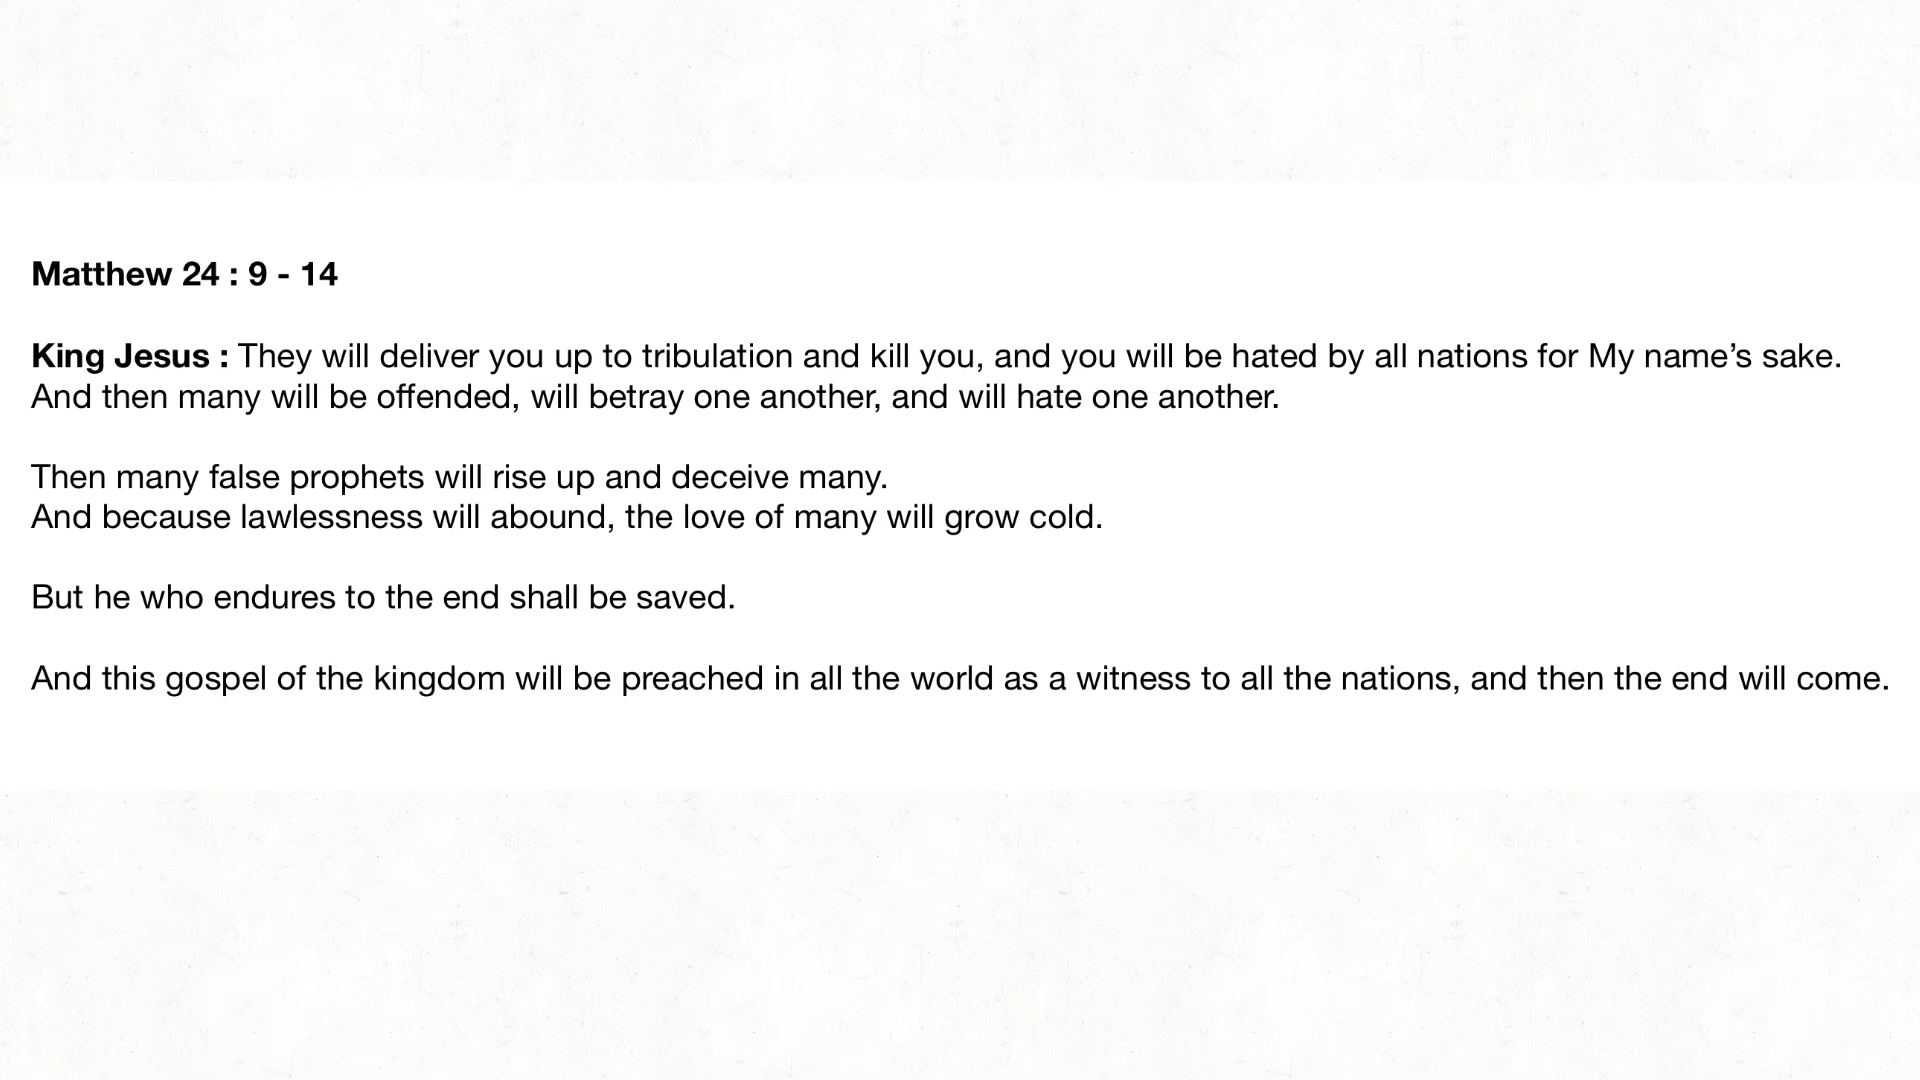 Matthew 24 : 9 - 14
King Jesus : They will deliver you up to tribulation and kill you, and you will be hated by all nations for My name’s sake.
And then many will be offended, will betray one another, and will hate one another.
Then many false prophets will rise up and deceive many.
And because lawlessness will abound, the love of many will grow cold.
But he who endures to the end shall be saved.
And this gospel of the kingdom will be preached in all the world as a witness to all the nations, and then the end will come.